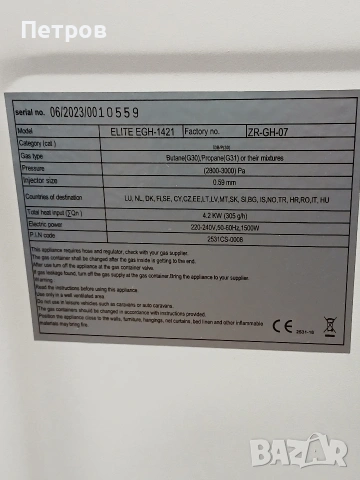 Петров
serial no. 06/2023/0010559
Model ELITE EGH-1421 Factory no. ZR-GH-07
Category (cat.) I3B/P(30)
Gas type Butane(G30),Propane(G31) or their mixtures
Pressure (2800-3000) Pa
Injector size 0.59 mm
Countries of destination LU, NL, DK, FI,SE, CY,CZ,EE,LT,LV,MT,SK, SI,BG, IS,NO,TR, HR,RO,IT, HU
Total heat input (∑Qn) 4.2 KW (305 g/h)
Electric power 220-240V,50-60Hz,1500W
P.I.N code 2531CS-0008
This appliance requires hose and regulator, check with your gas supplier.
The gas container shall be changed after the gas inside in getting to the end.
After use turn off the appliance at the gas container valve.
If gas leakage found, turn off the gas supply at the gas container.Bring the appliance to the easy
Warning.
Read the instructions before using this appliance
Use only in a well ventilated area
Do not use in leisure vehicles such as caravans or auto caravans.
The gas containers should be changed in accordance with instructions provided.
Position the appliance close to the walls, furniture, hangings, net curtains, bed linen and other inflammable
materials may bring fire.
CE
2531-16
BAZAR